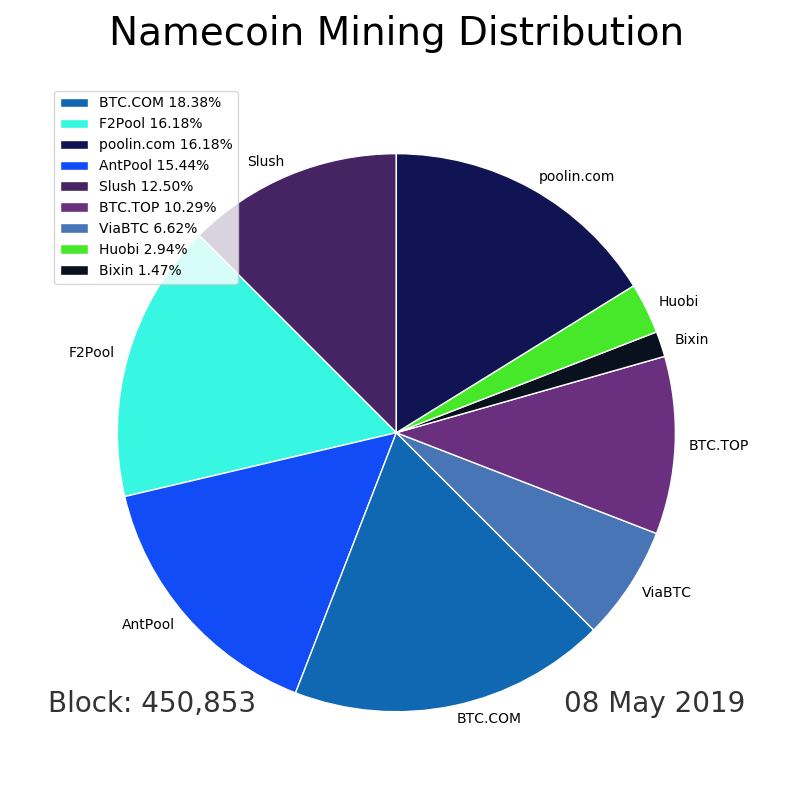 Namecoin Mining Distribution
BTC.COM 18.38%
F2Pool 16.18%
poolin.com 16.18%
AntPool 15.44%
Slush 12.50%
BTC.TOP 10.29%
ViaBTC 6.62%
Huobi 2.94%
Bixin 1.47%
Slush
poolin.com
Huobi
Bixin
F2Pool
BTC.TOP
ViaBTC
AntPool
BTC.COM
Block: 450,853
08 May 2019